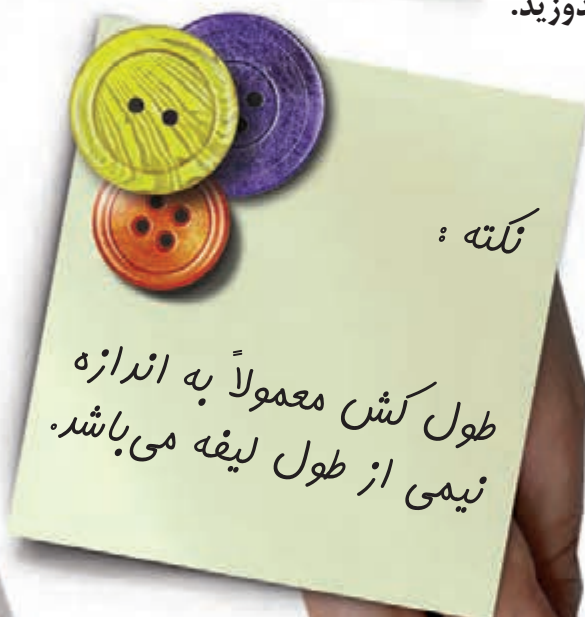 دوزید.
نکته :
طول کش معمولاً به اندازه
نیمی از طول لیفه می‌باشد.